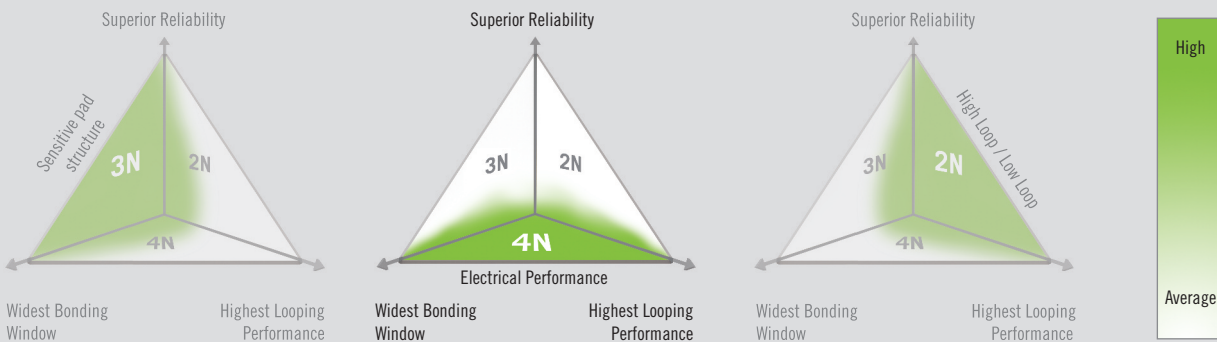 Superior Reliability
Sensitive pad
structure
3N
2N
4N
Widest Bonding
Window
Highest Looping
Performance
Superior Reliability
3N
2N
4N
Electrical Performance
Widest Bonding
Window
Highest Looping
Performance
Superior Reliability
High Loop / Low Loop
3N
2N
4N
Widest Bonding
Window
Highest Looping
Performance
High
Average